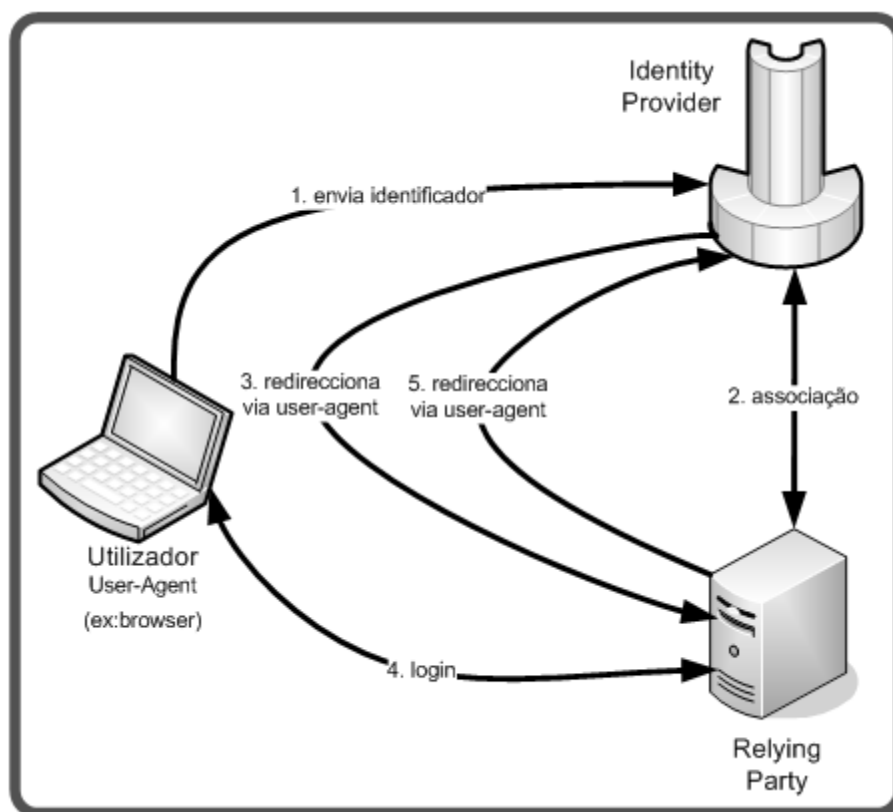 Identity
Provider
1. envia identificador
3. redirecciona
via user-agent
5. redirecciona
via user-agent
2. associação
Utilizador
User-Agent
(ex:browser)
4. login
Relying
Party